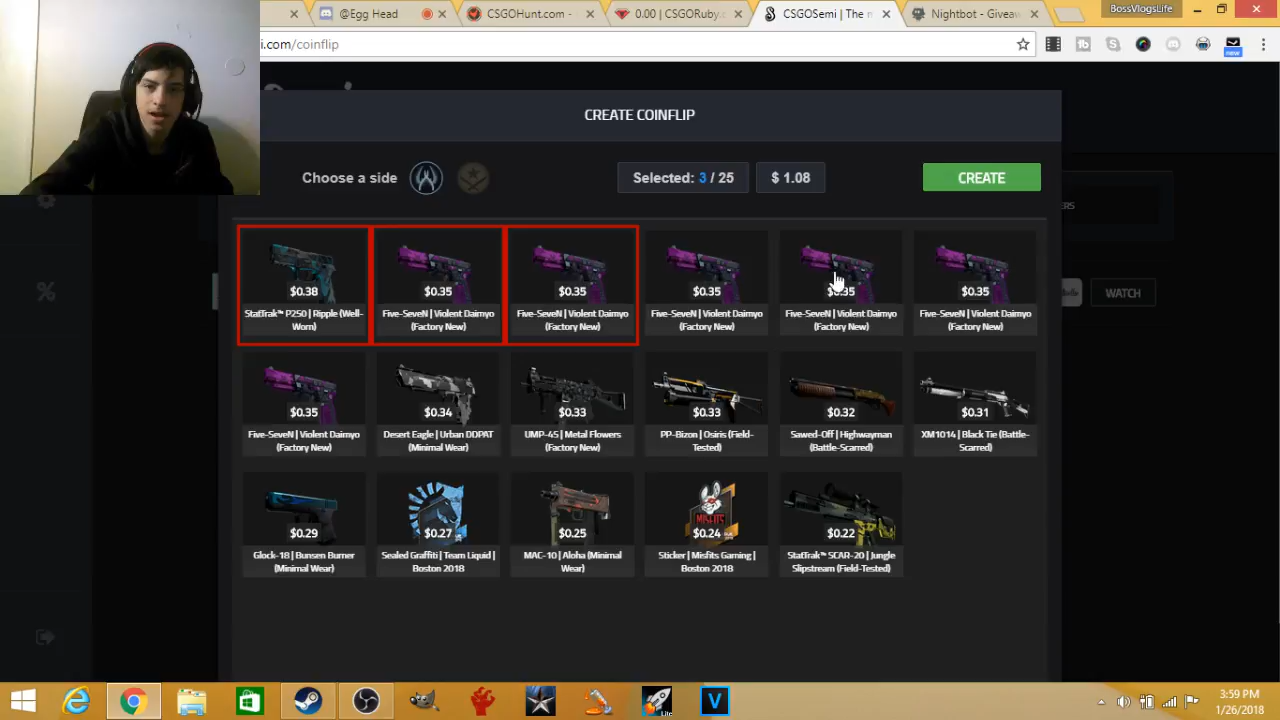 BossVlogsLife
@Egg Head
CSGOHunt.com -
0.00 | CSGORuby.c
CSGOSemi | The n
Nightbot - Giveaw
i.com/coinflip
new
CREATE COINFLIP
Choose a side
Selected: 3 / 25
$ 1.08
CREATE
ERS
WATCH
$0.38
StatTrak™ P250 | Ripple (Well-
Worn)
$0.35
Five-SeveN | Violent Daimyo
(Factory New)
$0.35
Five-SeveN | Violent Daimyo
(Factory New)
$0.35
Five-SeveN | Violent Daimyo
(Factory New)
$0.35
Five-SeveN | Violent Daimyo
(Factory New)
$0.35
Five-SeveN | Violent Daimyo
(Factory New)
$0.35
Five-SeveN | Violent Daimyo
(Factory New)
$0.34
Desert Eagle | Urban DDPAT
(Minimal Wear)
$0.33
UMP-45 | Metal Flowers
(Factory New)
$0.33
PP-Bizon | Osiris (Field-
Tested)
$0.32
Sawed-Off | Highwayman
(Battle-Scarred)
$0.31
XM1014 | Black Tie (Battle-
Scarred)
$0.29
Glock-18 | Bunsen Burner
(Minimal Wear)
$0.27
Sealed Graffiti | Team Liquid |
Boston 2018
$0.25
MAC-10 | Aloha (Minimal
Wear)
MISFITS
$0.24
Sticker | Misfits Gaming |
Boston 2018
$0.22
StatTrak™ SCAR-20 | Jungle
Slipstream (Field-Tested)
Lite
V
3:59 PM
1/26/2018